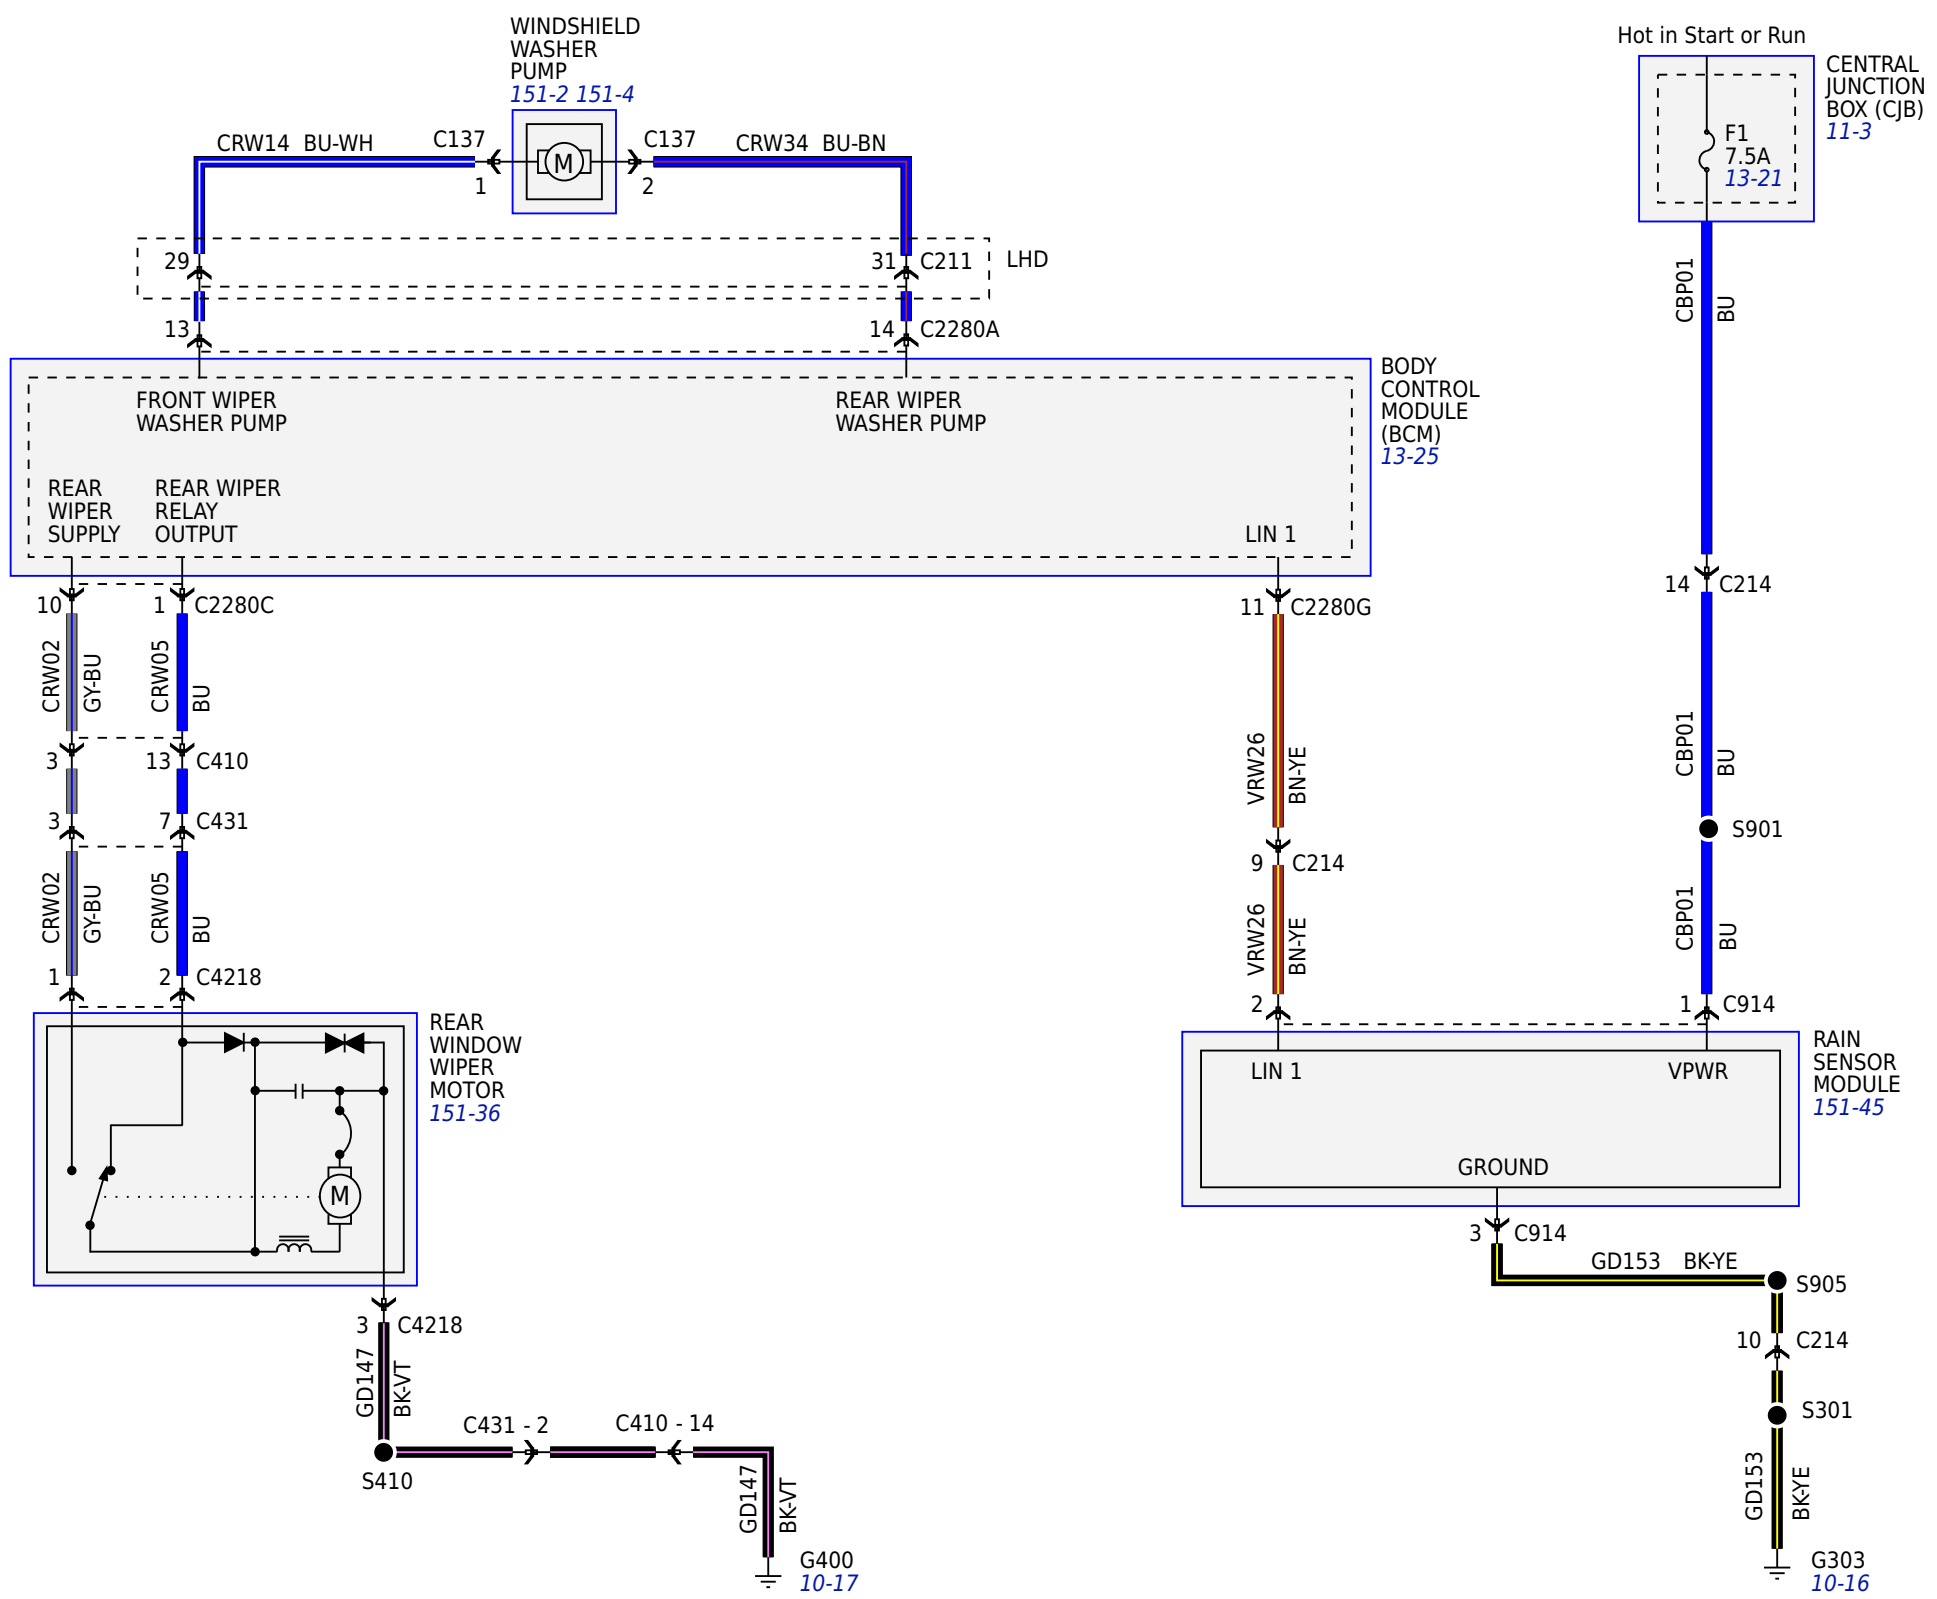 WINDSHIELD
WASHER
PUMP
151-2 151-4
Hot in Start or Run
CENTRAL
JUNCTION
BOX (CJB)
11-3
F1
7.5A
13-21
CRW14 BU-WH
C137
1
M
C137
2
CRW34 BU-BN
29
31
C211
LHD
13
14
C2280A
CBP01
BU
BODY
CONTROL
MODULE
(BCM)
13-25
FRONT WIPER
WASHER PUMP
REAR WIPER
WASHER PUMP
REAR
WIPER
SUPPLY
REAR WIPER
RELAY
OUTPUT
LIN 1
10
1
C2280C
11
C2280G
14
C214
CRW02
GY-BU
CRW05
BU
VRW26
BN-YE
CBP01
BU
3
13
C410
3
7
C431
S901
9
C214
CRW02
GY-BU
CRW05
BU
VRW26
BN-YE
CBP01
BU
1
2
C4218
2
1
C914
REAR
WINDOW
WIPER
MOTOR
151-36
M
RAIN
SENSOR
MODULE
151-45
LIN 1
VPWR
GROUND
3
C914
GD153 BK-YE
S905
3
C4218
10
C214
GD147
BK-VT
C431 - 2
C410 - 14
S301
S410
GD147
BK-VT
GD153
BK-YE
G400
10-17
G303
10-16